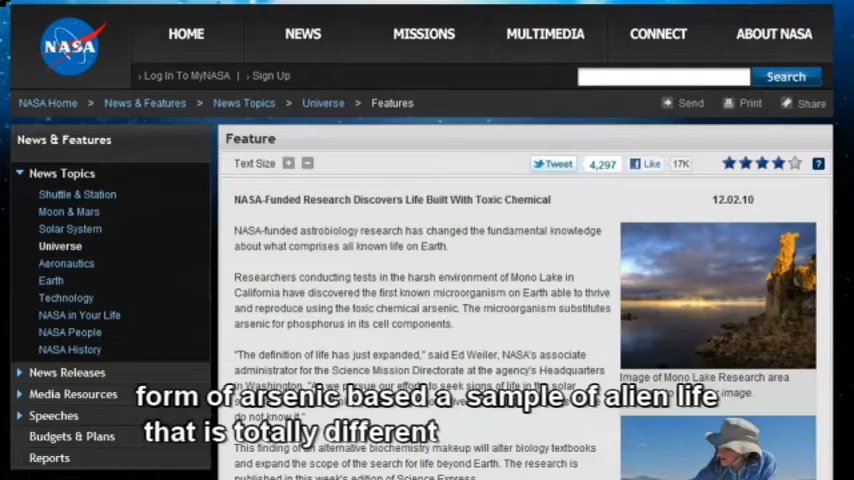 NASA
HOME NEWS MISSIONS MULTIMEDIA CONNECT ABOUT NASA
› Log In To MyNASA | › Sign Up
Search
NASA Home > News & Features > News Topics > Universe > Features
Send Print Share
News & Features
News Topics
Shuttle & Station
Moon & Mars
Solar System
Universe
Aeronautics
Earth
Technology
NASA in Your Life
NASA People
NASA History
News Releases
Media Resources
Speeches
Budgets & Plans
Reports
Feature
Text Size + −
Tweet 4,297 Like 17K ?
NASA-Funded Research Discovers Life Built With Toxic Chemical
12.02.10
NASA-funded astrobiology research has changed the fundamental knowledge
about what comprises all known life on Earth.
Researchers conducting tests in the harsh environment of Mono Lake in
California have discovered the first known microorganism on Earth able to thrive
and reproduce using the toxic chemical arsenic. The microorganism substitutes
arsenic for phosphorus in its cell components.
"The definition of life has just expanded," said Ed Weiler, NASA's associate
administrator for the Science Mission Directorate at the agency's Headquarters
in Washington. "As we pursue our efforts to seek signs of life in the solar
do not know it."
This finding of an alternative biochemistry makeup will alter biology textbooks
and expand the scope of the search for life beyond Earth. The research is
published in this week's edition of Science Express.
Image of Mono Lake Research area
image.
form of arsenic based a sample of alien life
that is totally different